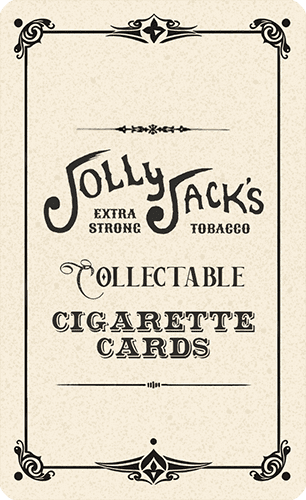 Jolly Jack's
EXTRA STRONG TOBACCO
COLLECTABLE
CIGARETTE
CARDS